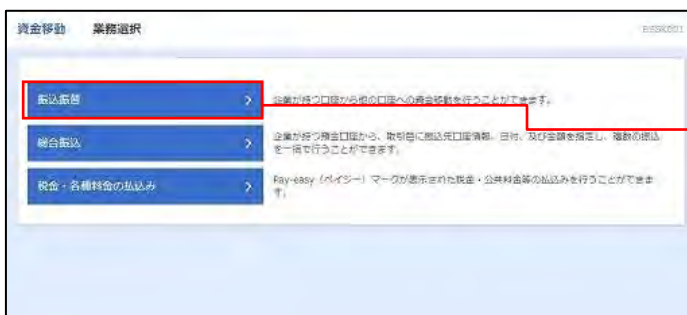 資金移動 業務選択
BSSK001
振込振替 >
企業が持つ口座から他の口座への資金移動を行うことができます。
総合振込 >
企業が持つ預金口座から、取引毎に振込先口座情報、日付、及び金額を指定し、複数の振込
を一括で行うことができます。
税金・各種料金の払込み >
Pay-easy（ペイジー）マークが表示された税金・公共料金等の払込みを行うことができま
す。